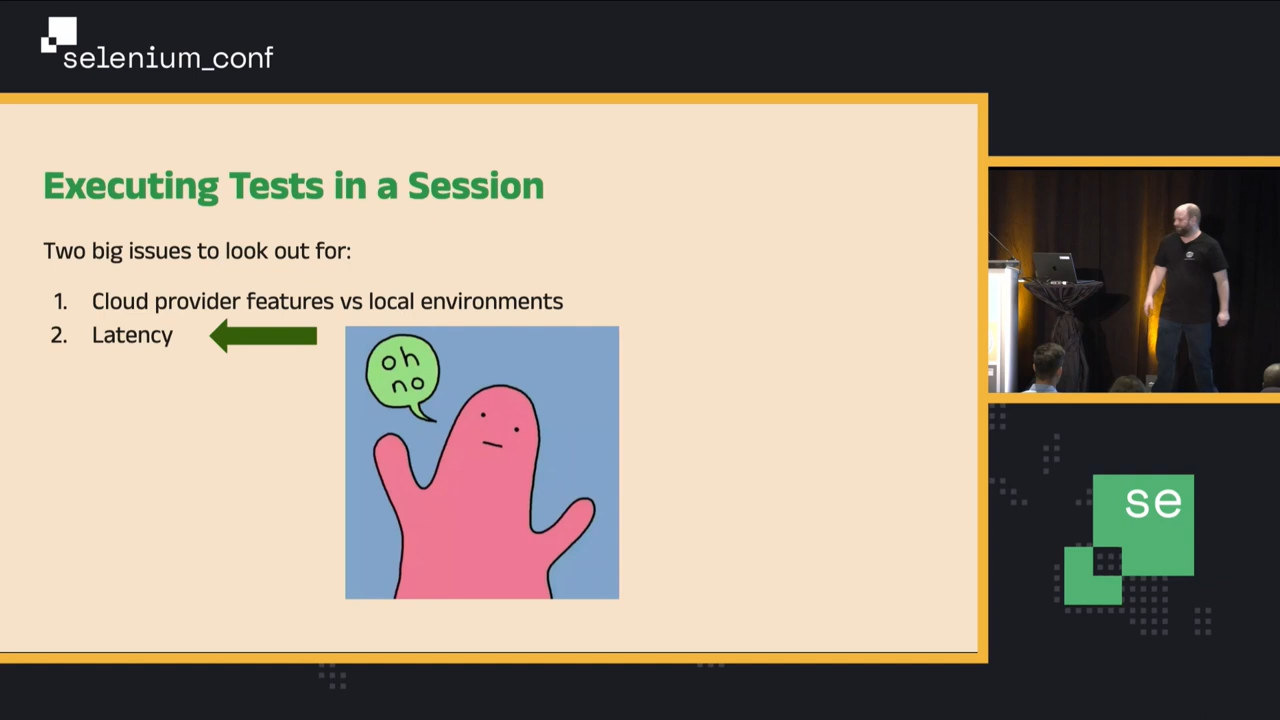 selenium_conf
Executing Tests in a Session
Two big issues to look out for:
1. Cloud provider features vs local environments
2. Latency
oh
no
se